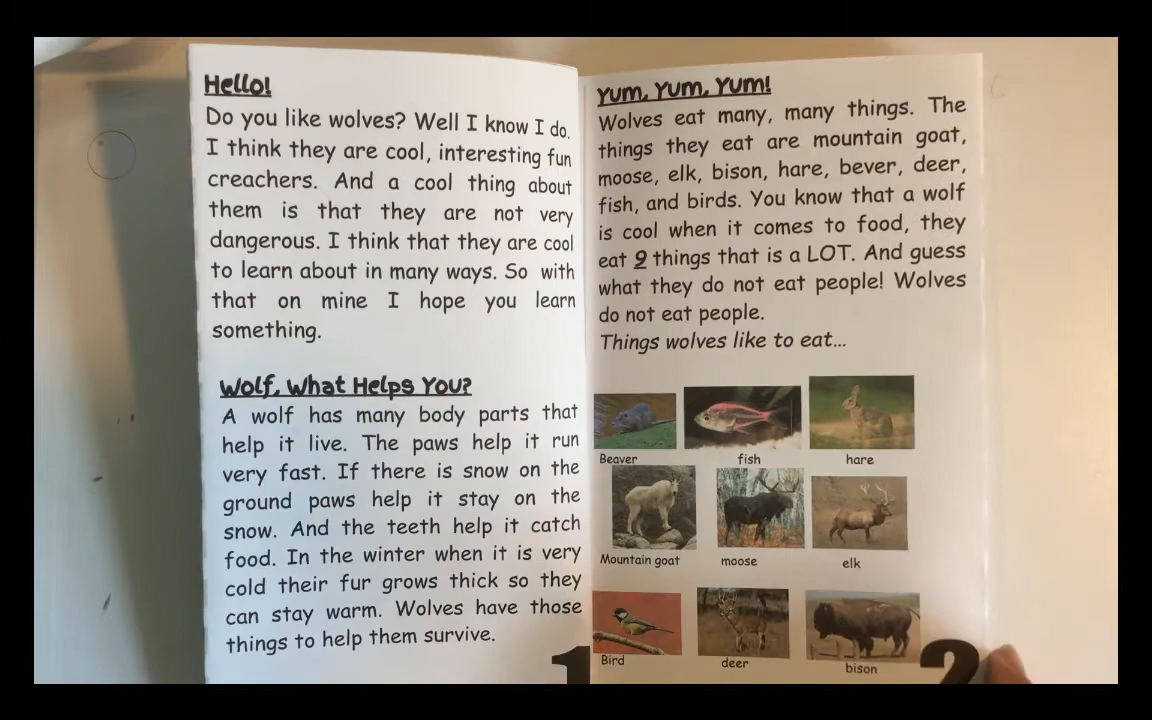 Hello!
Do you like wolves? Well I know I do.
I think they are cool, interesting fun
creachers. And a cool thing about
them is that they are not very
dangerous. I think that they are cool
to learn about in many ways. So with
that on mine I hope you learn
something.
Wolf, What Helps You?
A wolf has many body parts that
help it live. The paws help it run
very fast. If there is snow on the
ground paws help it stay on the
snow. And the teeth help it catch
food. In the winter when it is very
cold their fur grows thick so they
can stay warm. Wolves have those
things to help them survive.
1
Yum, Yum, Yum!
Wolves eat many, many things. The
things they eat are mountain goat,
moose, elk, bison, hare, bever, deer,
fish, and birds. You know that a wolf
is cool when it comes to food, they
eat 9 things that is a LOT. And guess
what they do not eat people! Wolves
do not eat people.
Things wolves like to eat...
Beaver fish hare
Mountain goat moose elk
Bird deer bison
2